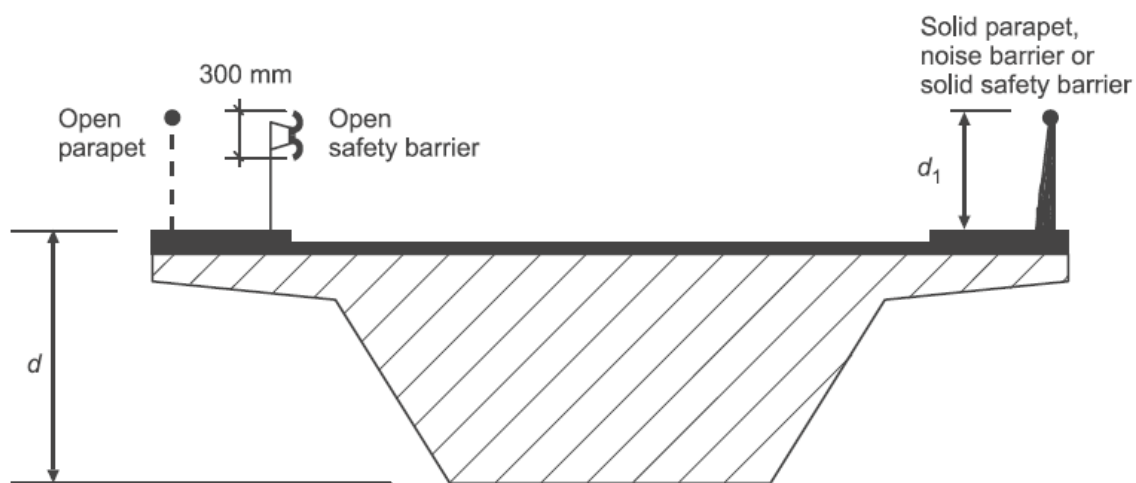 Solid parapet,
noise barrier or
solid safety barrier
300 mm
Open
parapet
Open
safety barrier
d₁
d